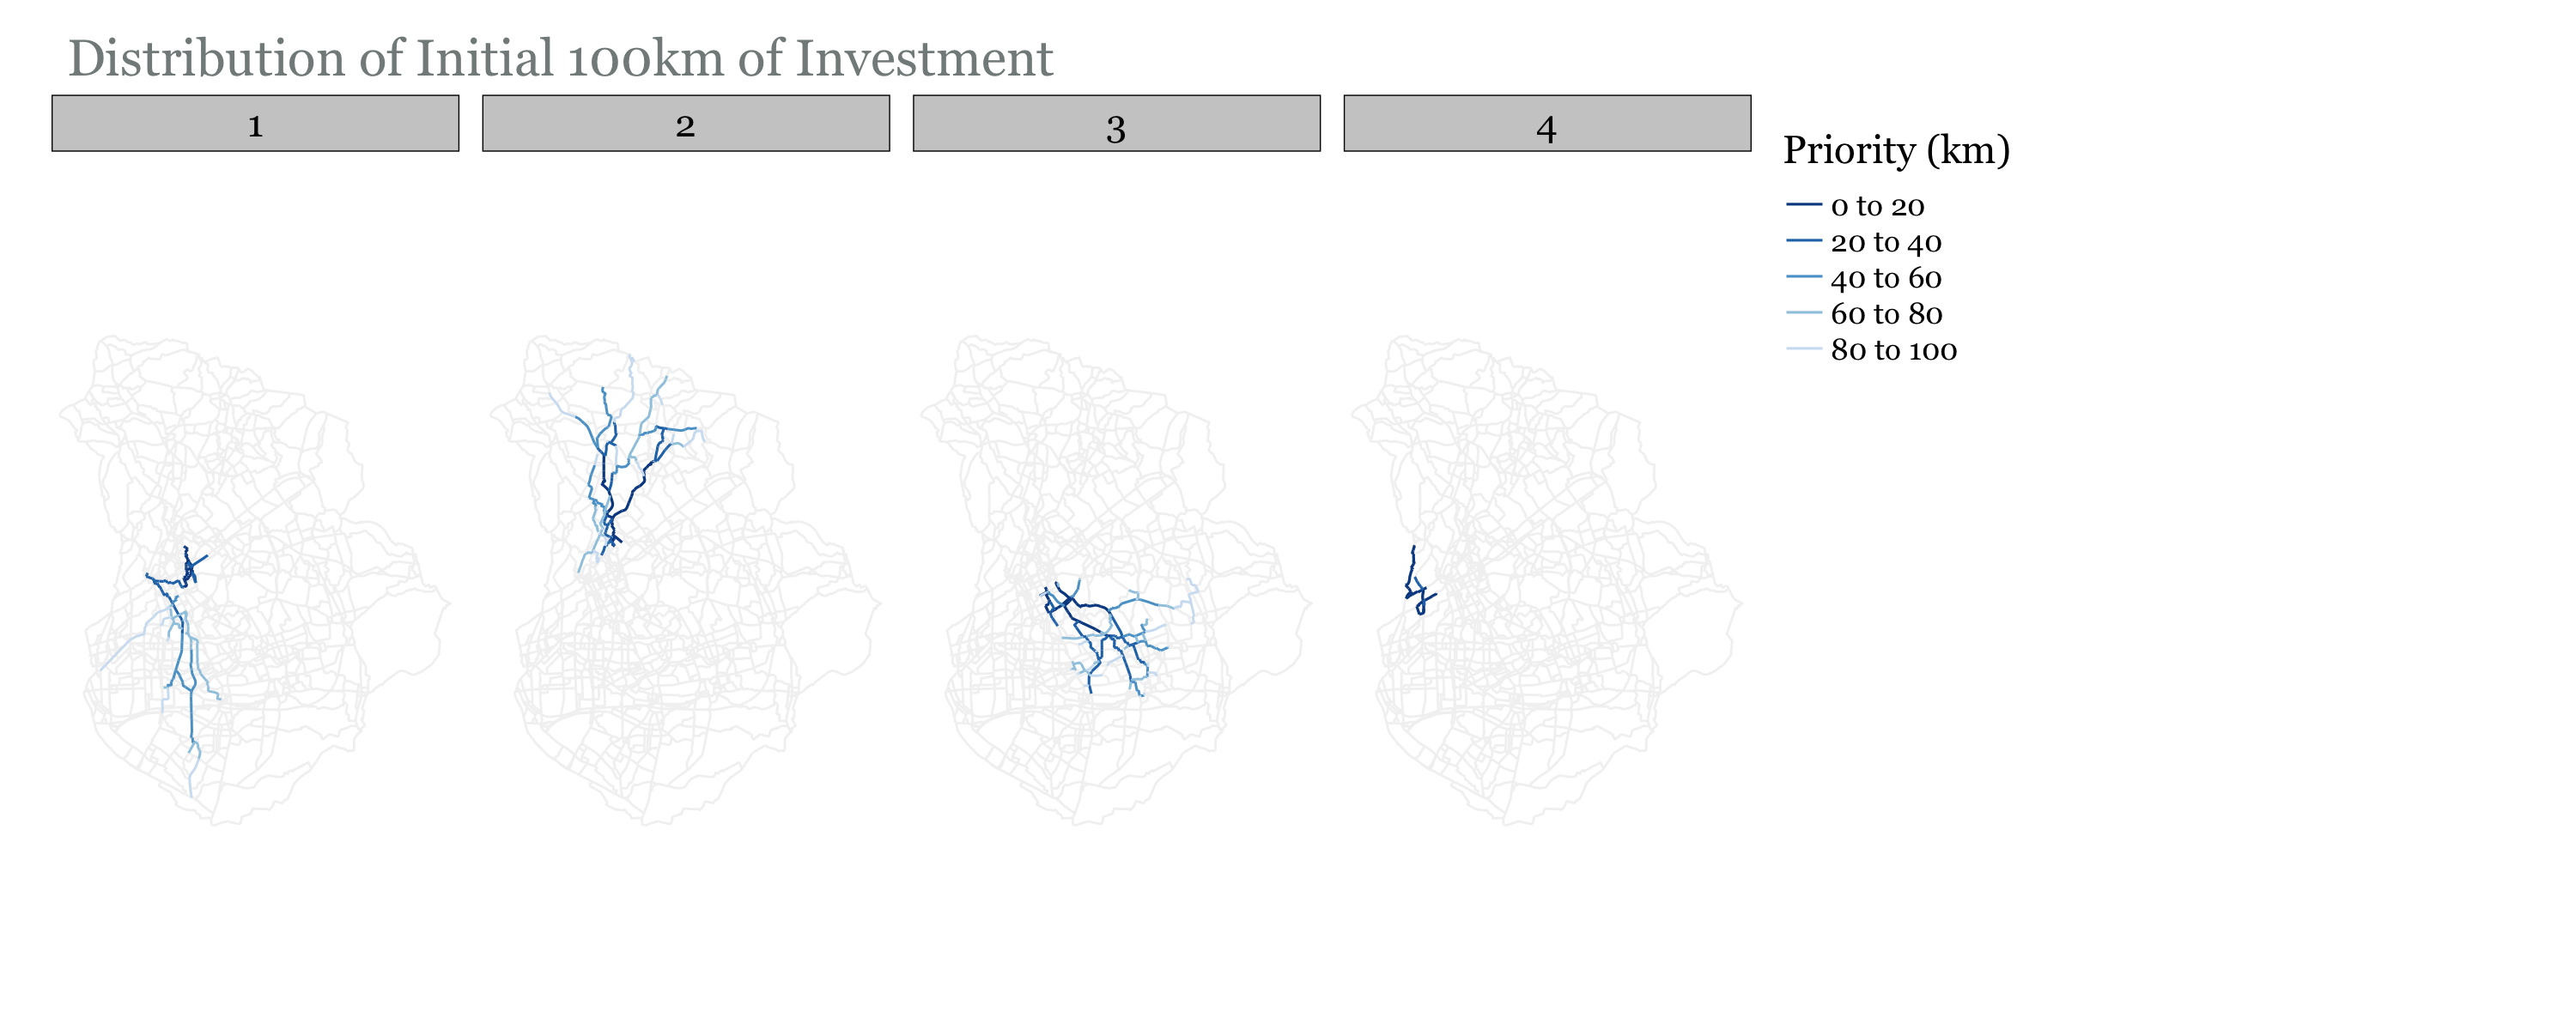 Distribution of Initial 100km of Investment
1
2
3
4
Priority (km)
0 to 20
20 to 40
40 to 60
60 to 80
80 to 100